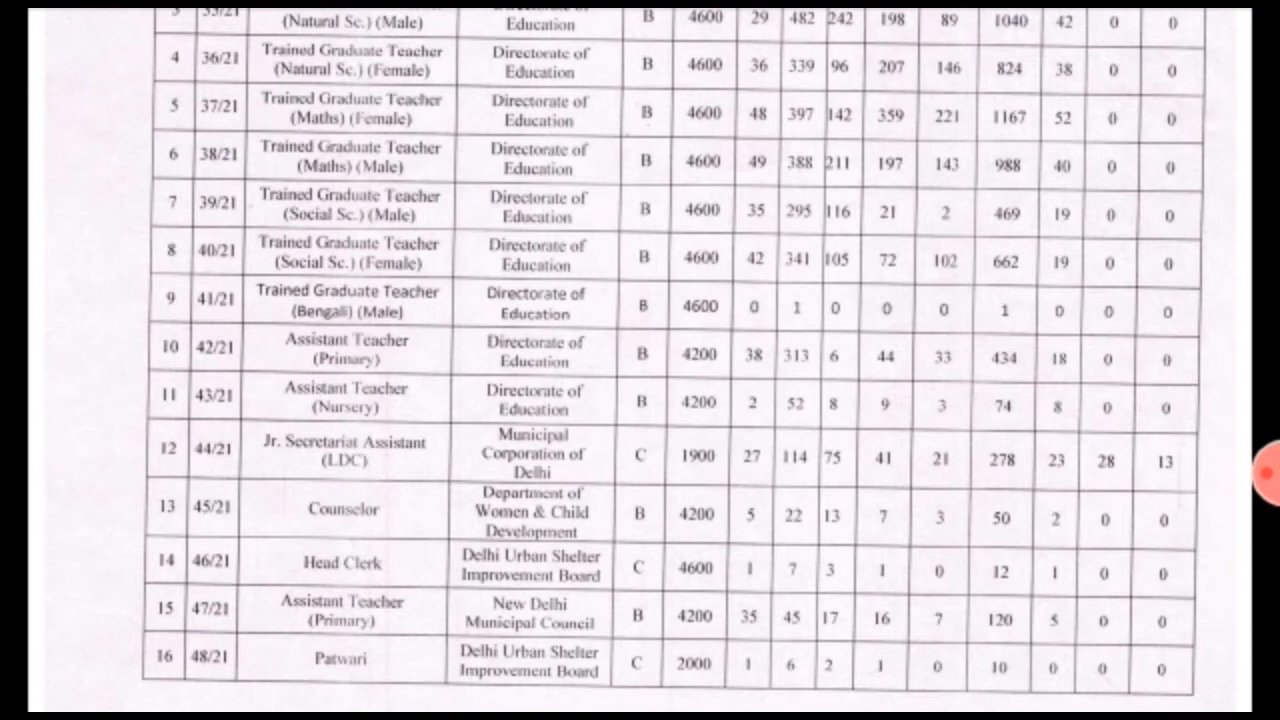 3 33/21 (Natural Sc.) (Male) Education B 4600 29 482 242 198 89 1040 42 0 0
4 36/21 Trained Graduate Teacher (Natural Sc.) (Female) Directorate of Education B 4600 36 339 96 207 146 824 38 0 0
5 37/21 Trained Graduate Teacher (Maths) (Female) Directorate of Education B 4600 48 397 142 359 221 1167 52 0 0
6 38/21 Trained Graduate Teacher (Maths) (Male) Directorate of Education B 4600 49 388 211 197 143 988 40 0 0
7 39/21 Trained Graduate Teacher (Social Sc.) (Male) Directorate of Education B 4600 35 295 116 21 2 469 19 0 0
8 40/21 Trained Graduate Teacher (Social Sc.) (Female) Directorate of Education B 4600 42 341 105 72 102 662 19 0 0
9 41/21 Trained Graduate Teacher (Bengali) (Male) Directorate of Education B 4600 0 1 0 0 0 1 0 0 0
10 42/21 Assistant Teacher (Primary) Directorate of Education B 4200 38 313 6 44 33 434 18 0 0
11 43/21 Assistant Teacher (Nursery) Directorate of Education B 4200 2 52 8 9 3 74 8 0 0
12 44/21 Jr. Secretariat Assistant (LDC) Municipal Corporation of Delhi C 1900 27 114 75 41 21 278 23 28 13
13 45/21 Counselor Department of Women & Child Development B 4200 5 22 13 7 3 50 2 0 0
14 46/21 Head Clerk Delhi Urban Shelter Improvement Board C 4600 1 7 3 1 0 12 1 0 0
15 47/21 Assistant Teacher (Primary) New Delhi Municipal Council B 4200 35 45 17 16 7 120 5 0 0
16 48/21 Patwari Delhi Urban Shelter Improvement Board C 2000 1 6 2 1 0 10 0 0 0